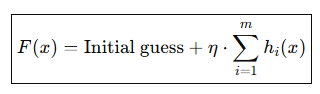 F(x) = Initial guess + η · ∑_{i=1}^{m} h_i(x)